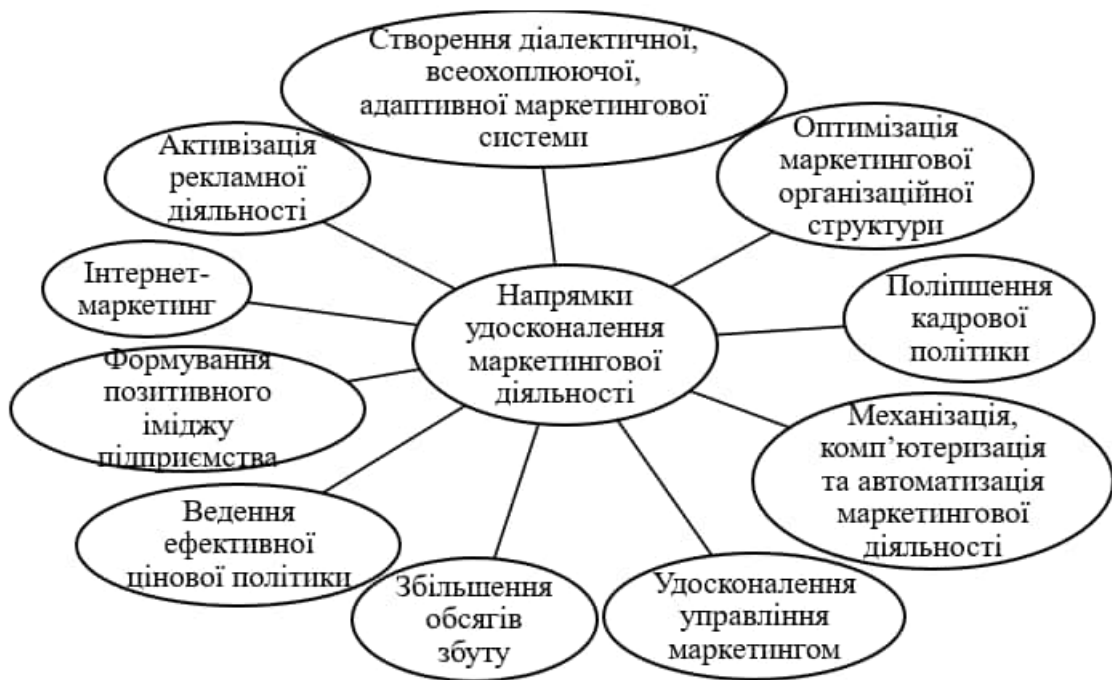 Створення діалектичної,
всеохоплюючої,
адаптивної маркетингової
системи
Активізація
рекламної
діяльності
Оптимізація
маркетингової
організаційної
структури
Інтернет-
маркетинг
Напрямки
удосконалення
маркетингової
діяльності
Поліпшення
кадрової
політики
Формування
позитивного
іміджу
підприємства
Механізація,
комп’ютеризація
та автоматизація
маркетингової
діяльності
Ведення
ефективної
цінової політики
Збільшення
обсягів
збуту
Удосконалення
управління
маркетингом